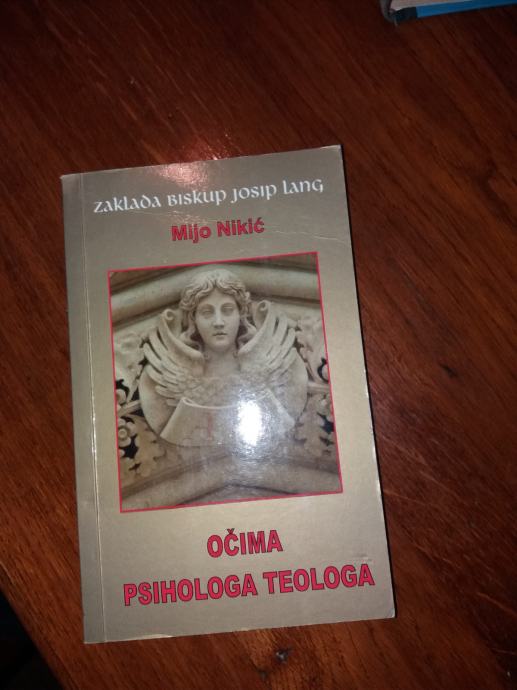 Zaklada Biskup Josip Lang
Mijo Nikić
OČIMA
PSIHOLOGA TEOLOGA